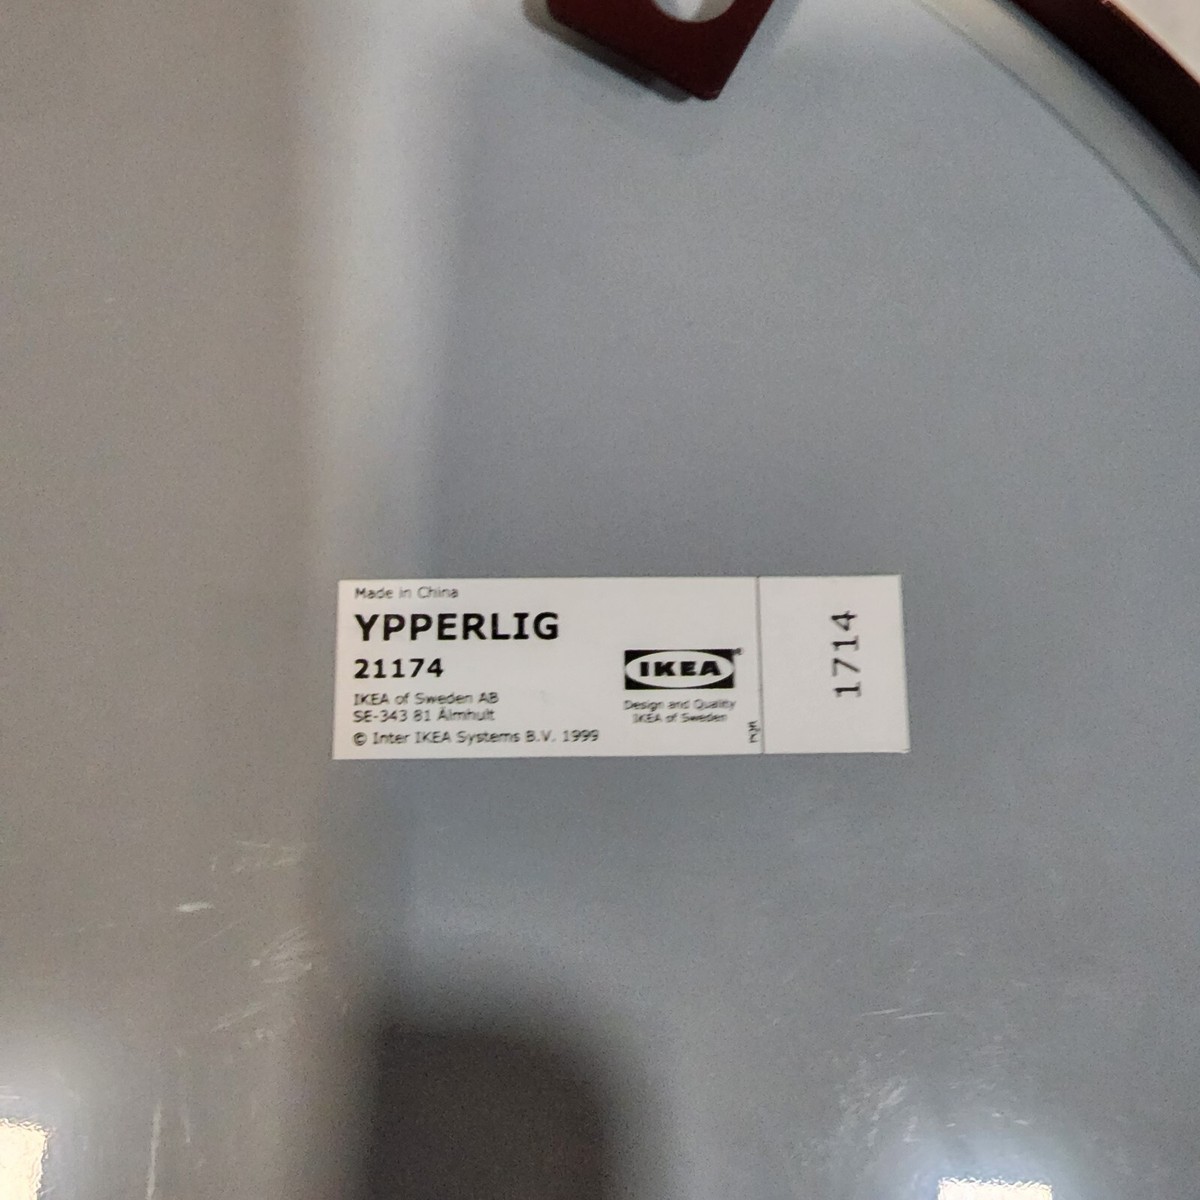 Made in China
YPPERLIG
21174
IKEA of Sweden AB
SE-343 81 Älmhult
© Inter IKEA Systems B.V. 1999
IKEA®
Design and Quality
IKEA of Sweden
1714